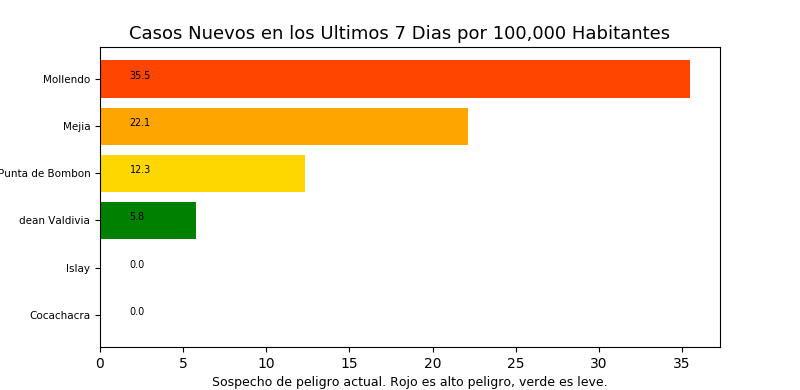 Casos Nuevos en los Ultimos 7 Dias por 100,000 Habitantes
Mollendo 35.5
Mejia 22.1
Punta de Bombon 12.3
dean Valdivia 5.8
Islay 0.0
Cocachacra 0.0
0 5 10 15 20 25 30 35
Sospecho de peligro actual. Rojo es alto peligro, verde es leve.